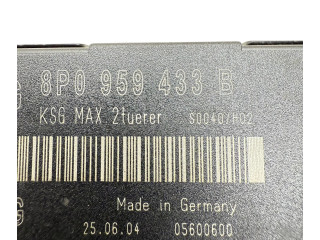 8P0 959 433 B
KSG MAX 2tuerer S0040/H02
Made in Germany
25.06.04 05600600